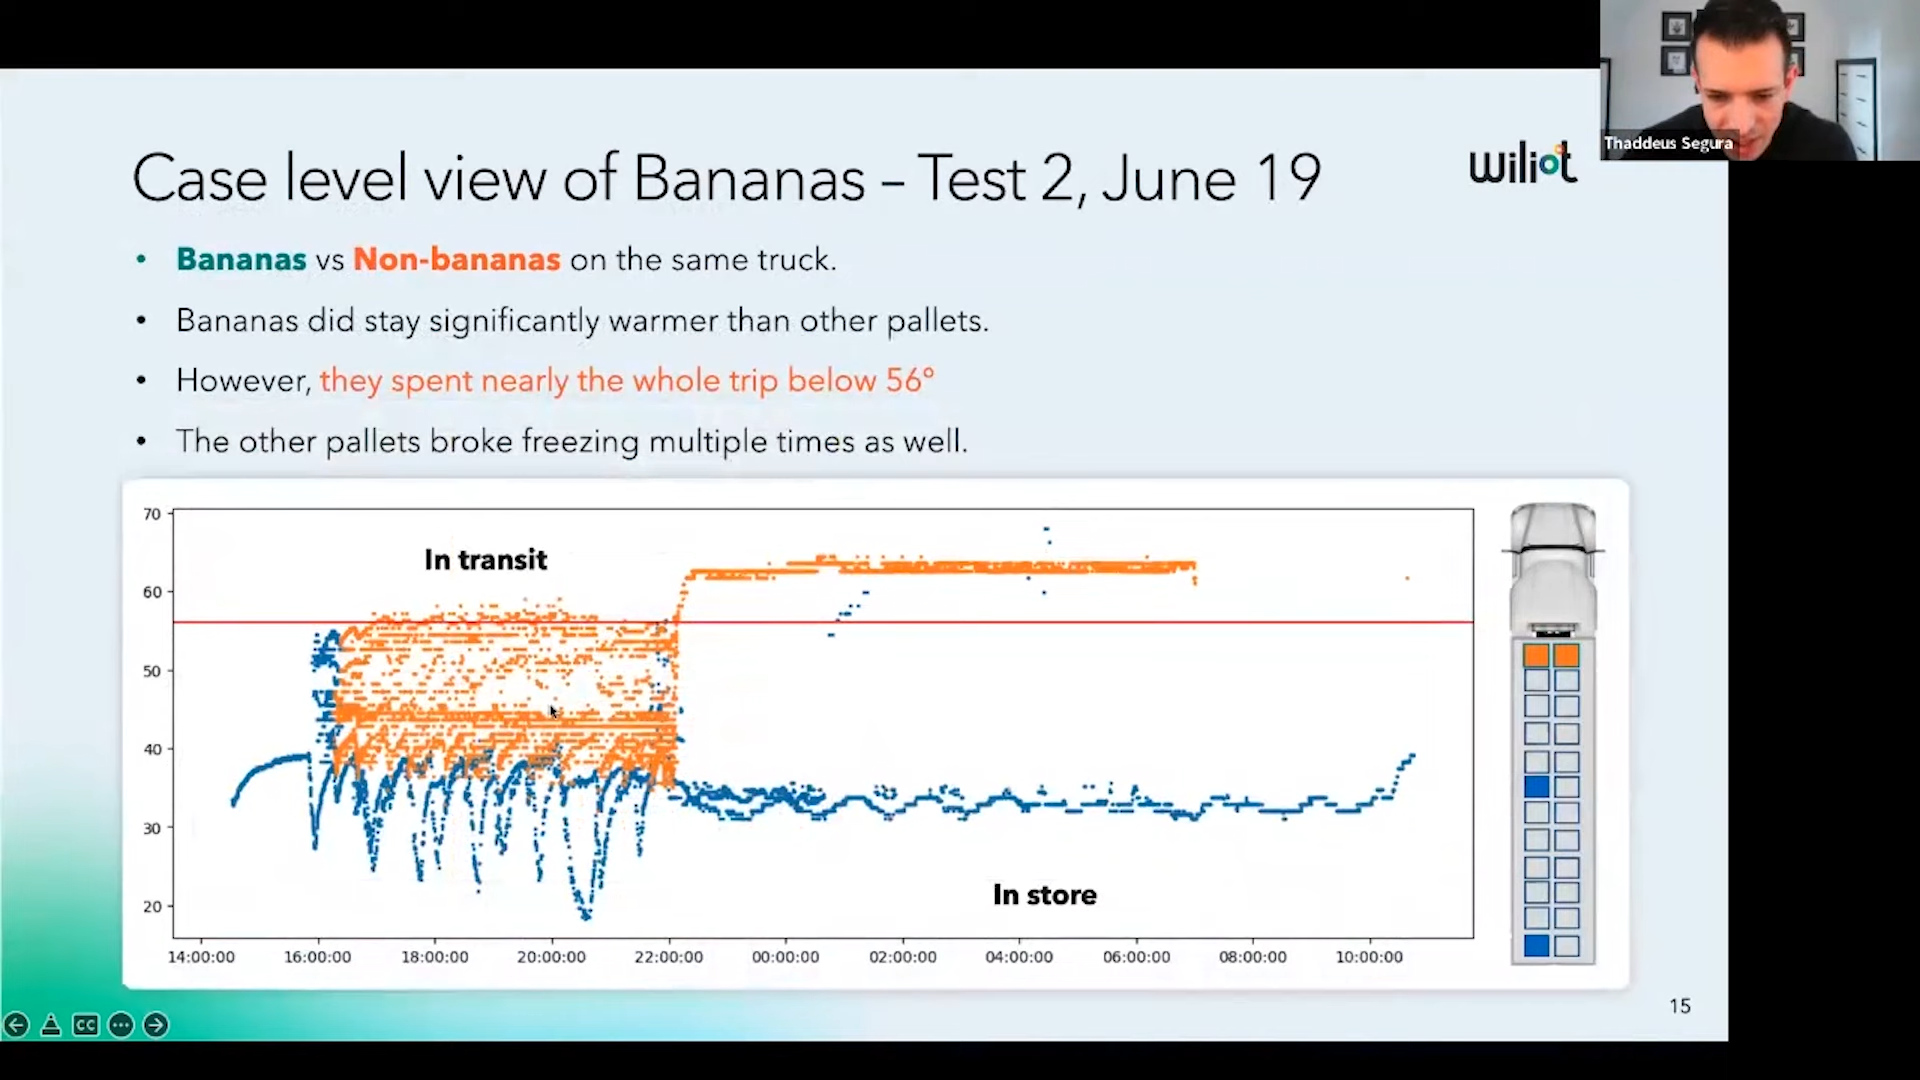 Thaddeus Segura
wiliot
Case level view of Bananas – Test 2, June 19
• Bananas vs Non-bananas on the same truck.
• Bananas did stay significantly warmer than other pallets.
• However, they spent nearly the whole trip below 56°
• The other pallets broke freezing multiple times as well.
In transit
In store
70
60
50
40
30
20
14:00:00 16:00:00 18:00:00 20:00:00 22:00:00 00:00:00 02:00:00 04:00:00 06:00:00 08:00:00 10:00:00
15
CC